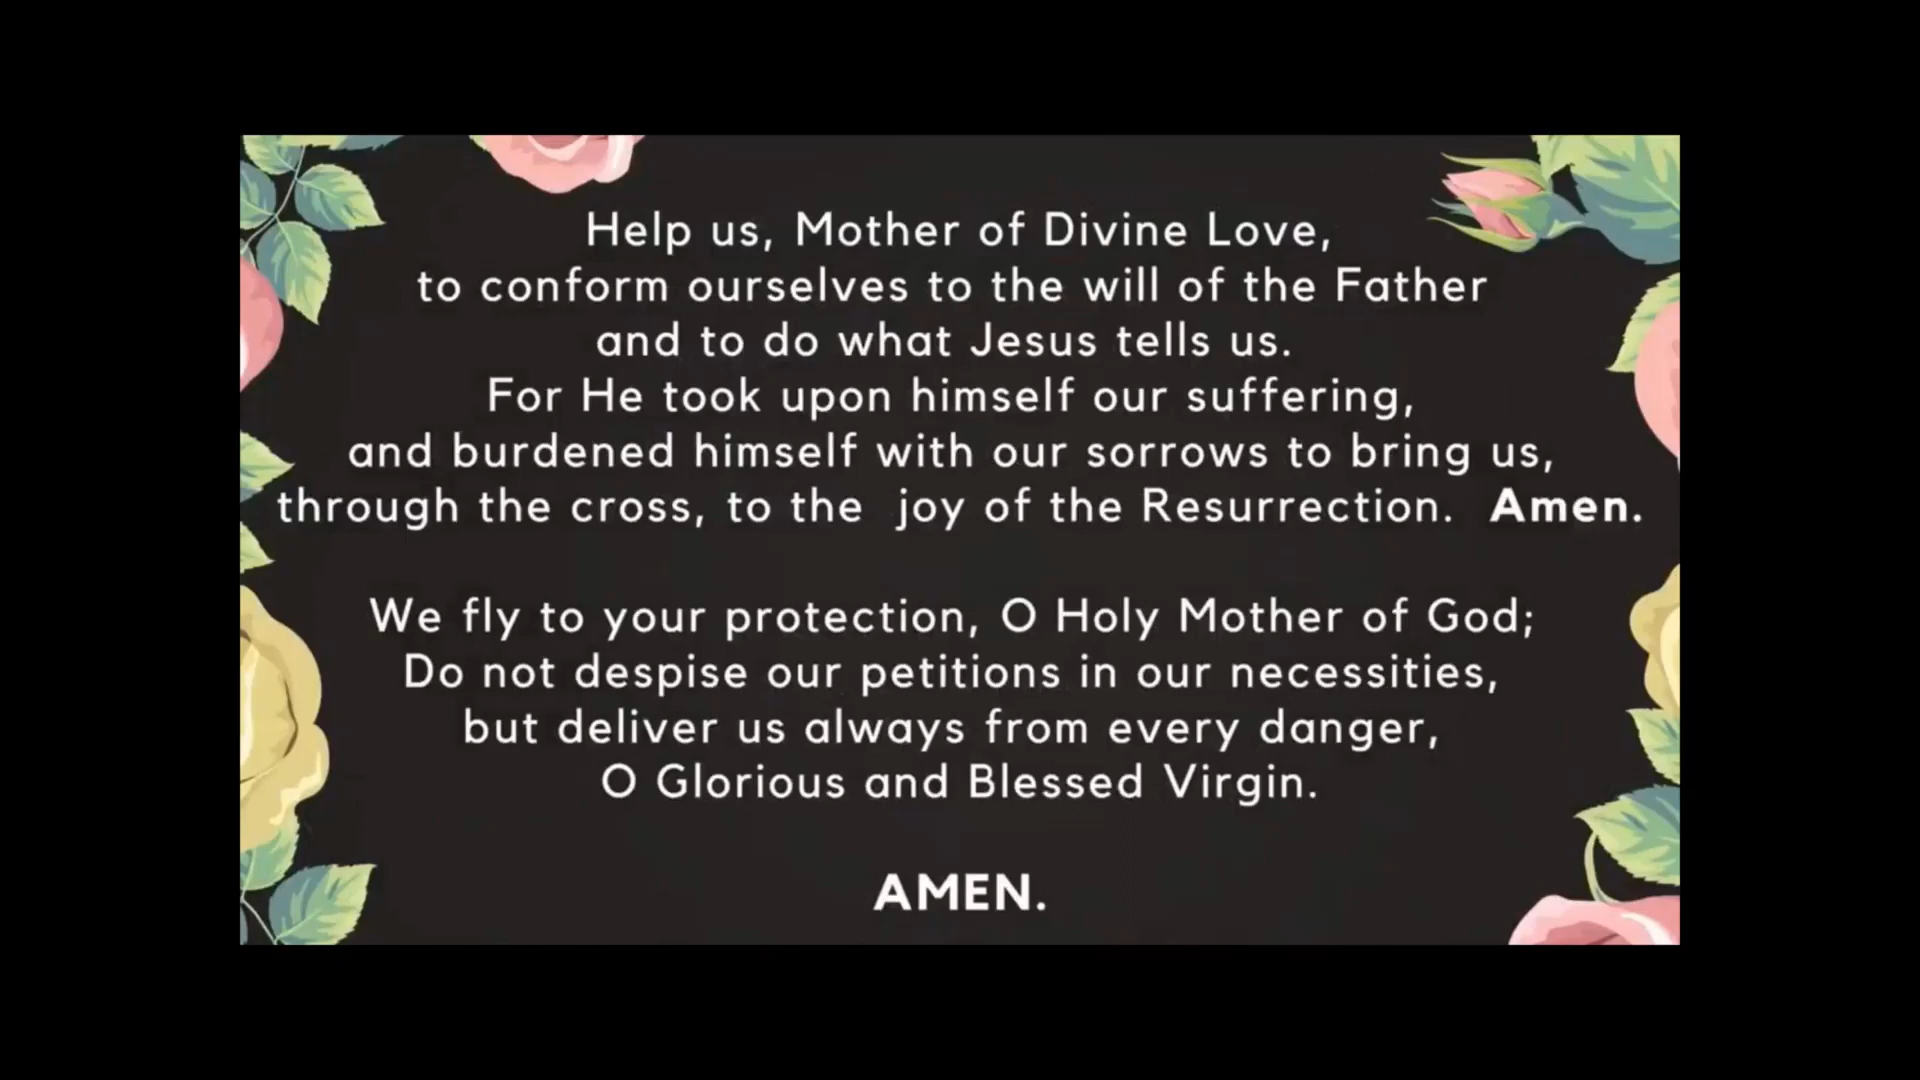 Help us, Mother of Divine Love,
to conform ourselves to the will of the Father
and to do what Jesus tells us.
For He took upon himself our suffering,
and burdened himself with our sorrows to bring us,
through the cross, to the joy of the Resurrection. Amen.
We fly to your protection, O Holy Mother of God;
Do not despise our petitions in our necessities,
but deliver us always from every danger,
O Glorious and Blessed Virgin.
AMEN.